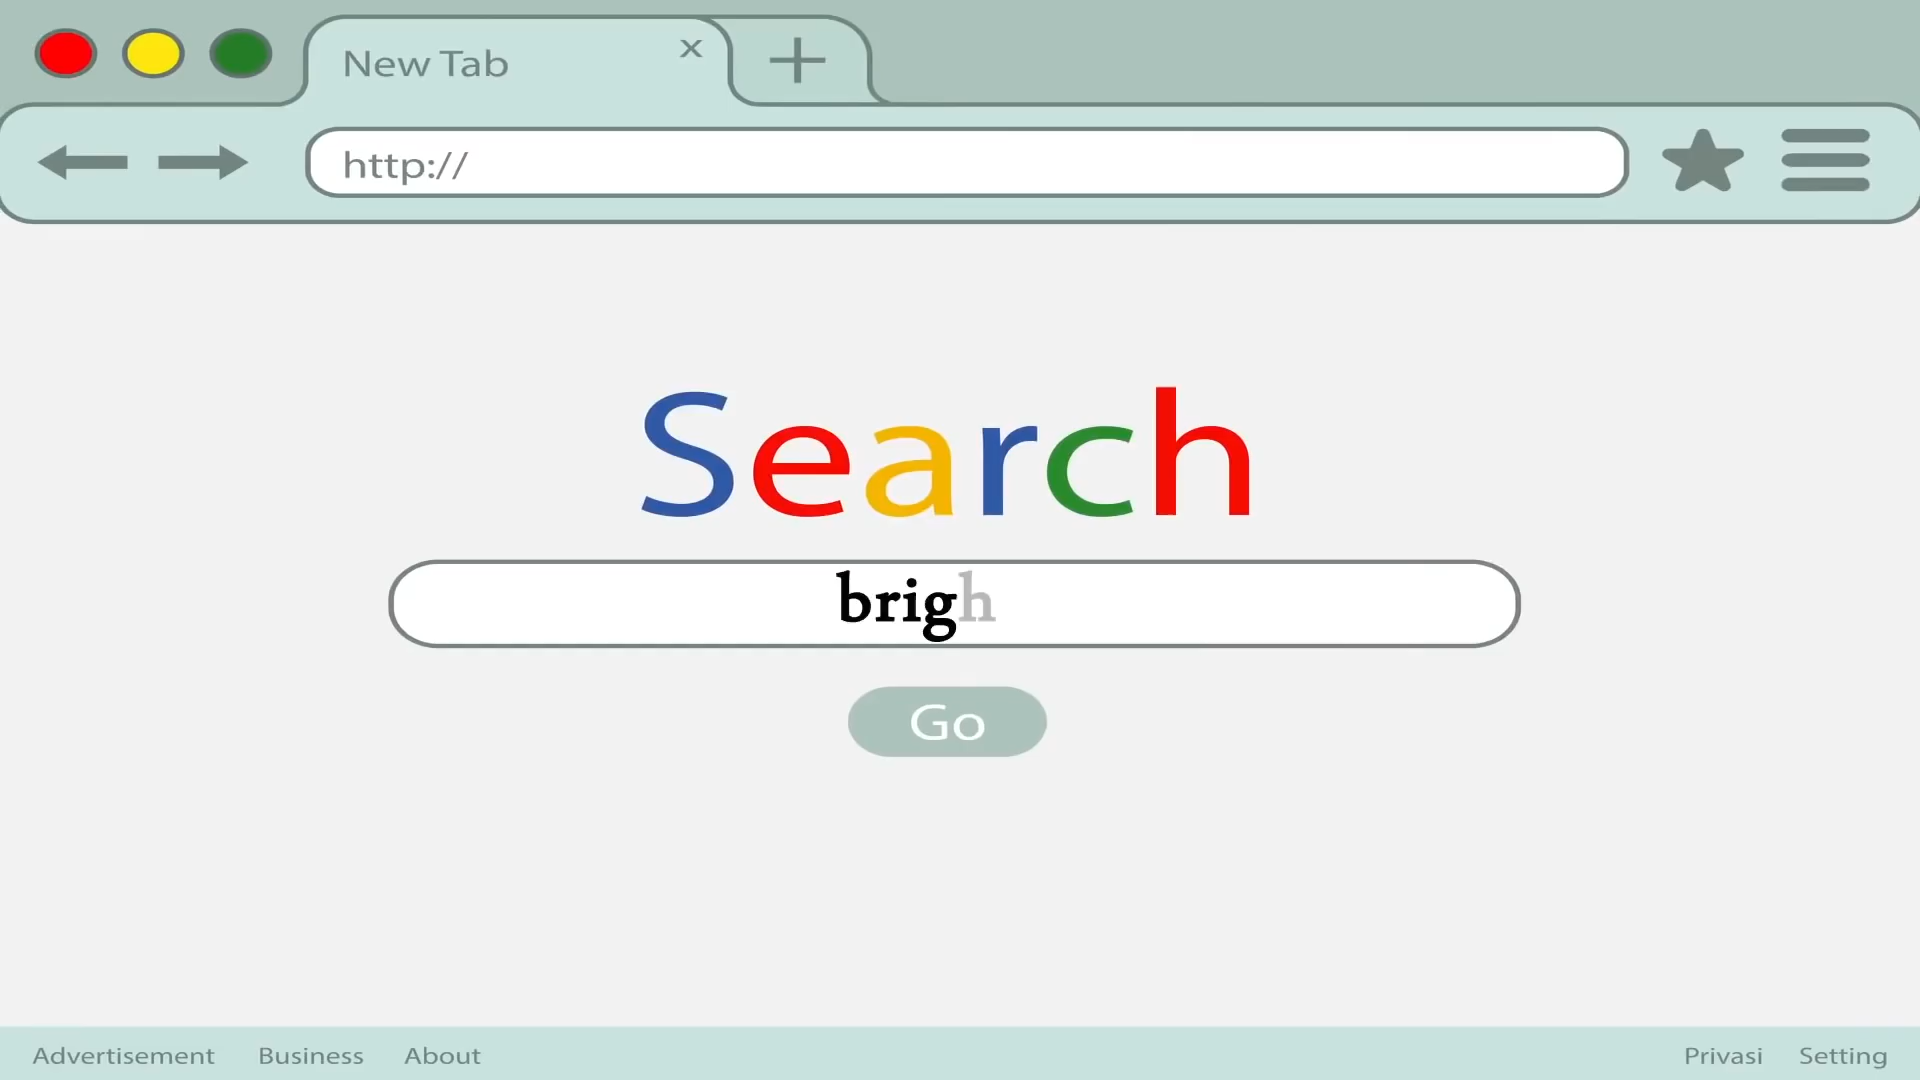 New Tab x +
http://
Search
brigh
Go
Advertisement Business About Privasi Setting